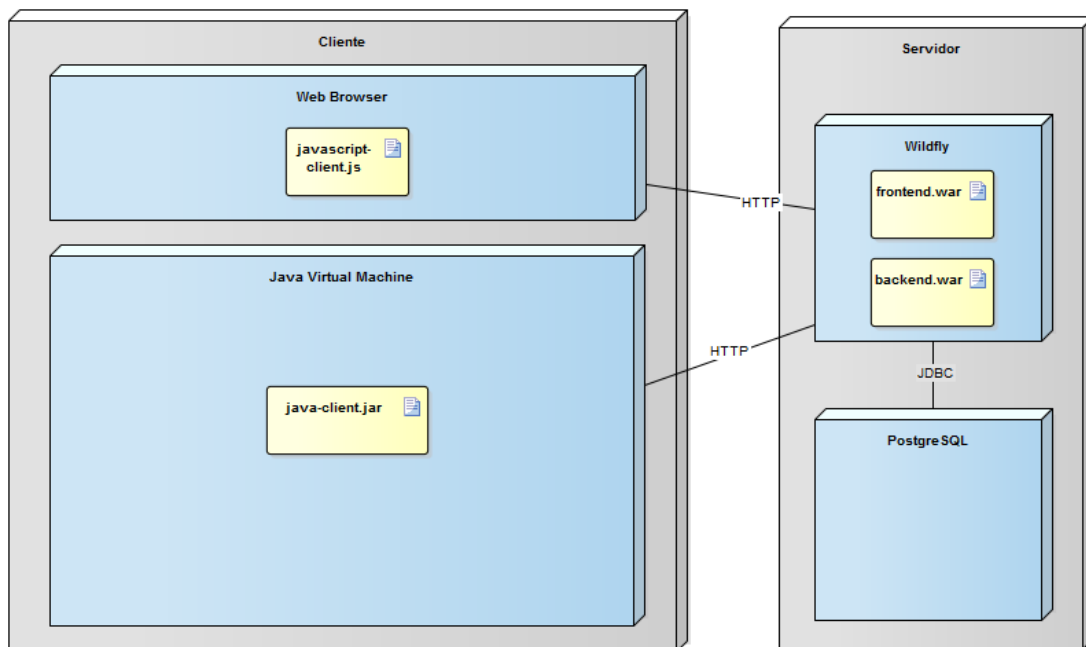 Cliente
Web Browser
javascript-
client.js
Java Virtual Machine
java-client.jar
HTTP
HTTP
Servidor
Wildfly
frontend.war
backend.war
JDBC
PostgreSQL